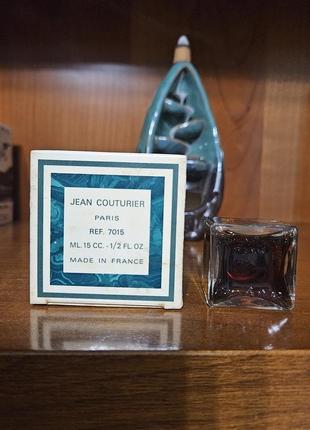 JEAN COUTURIER
PARIS
REF. 7015
ML. 15 CC. - 1/2 FL. OZ.
MADE IN FRANCE